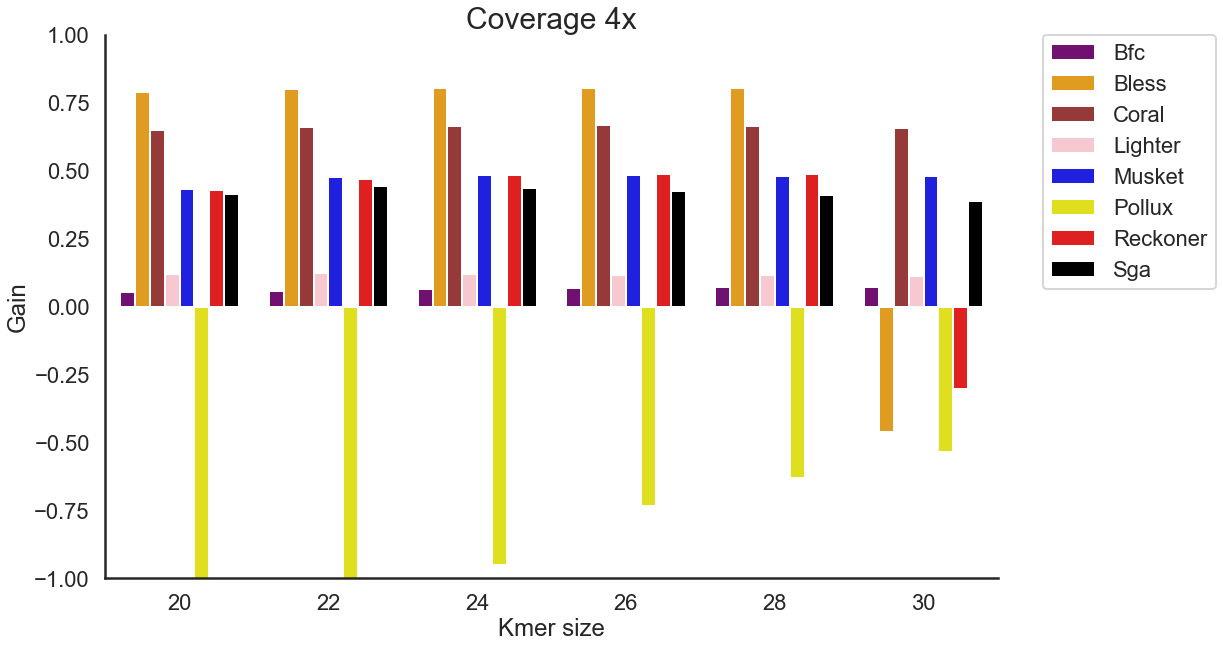 Coverage 4x
1.00
0.75
0.50
0.25
0.00
−0.25
−0.50
−0.75
−1.00
Gain
20 22 24 26 28 30
Kmer size
Bfc
Bless
Coral
Lighter
Musket
Pollux
Reckoner
Sga